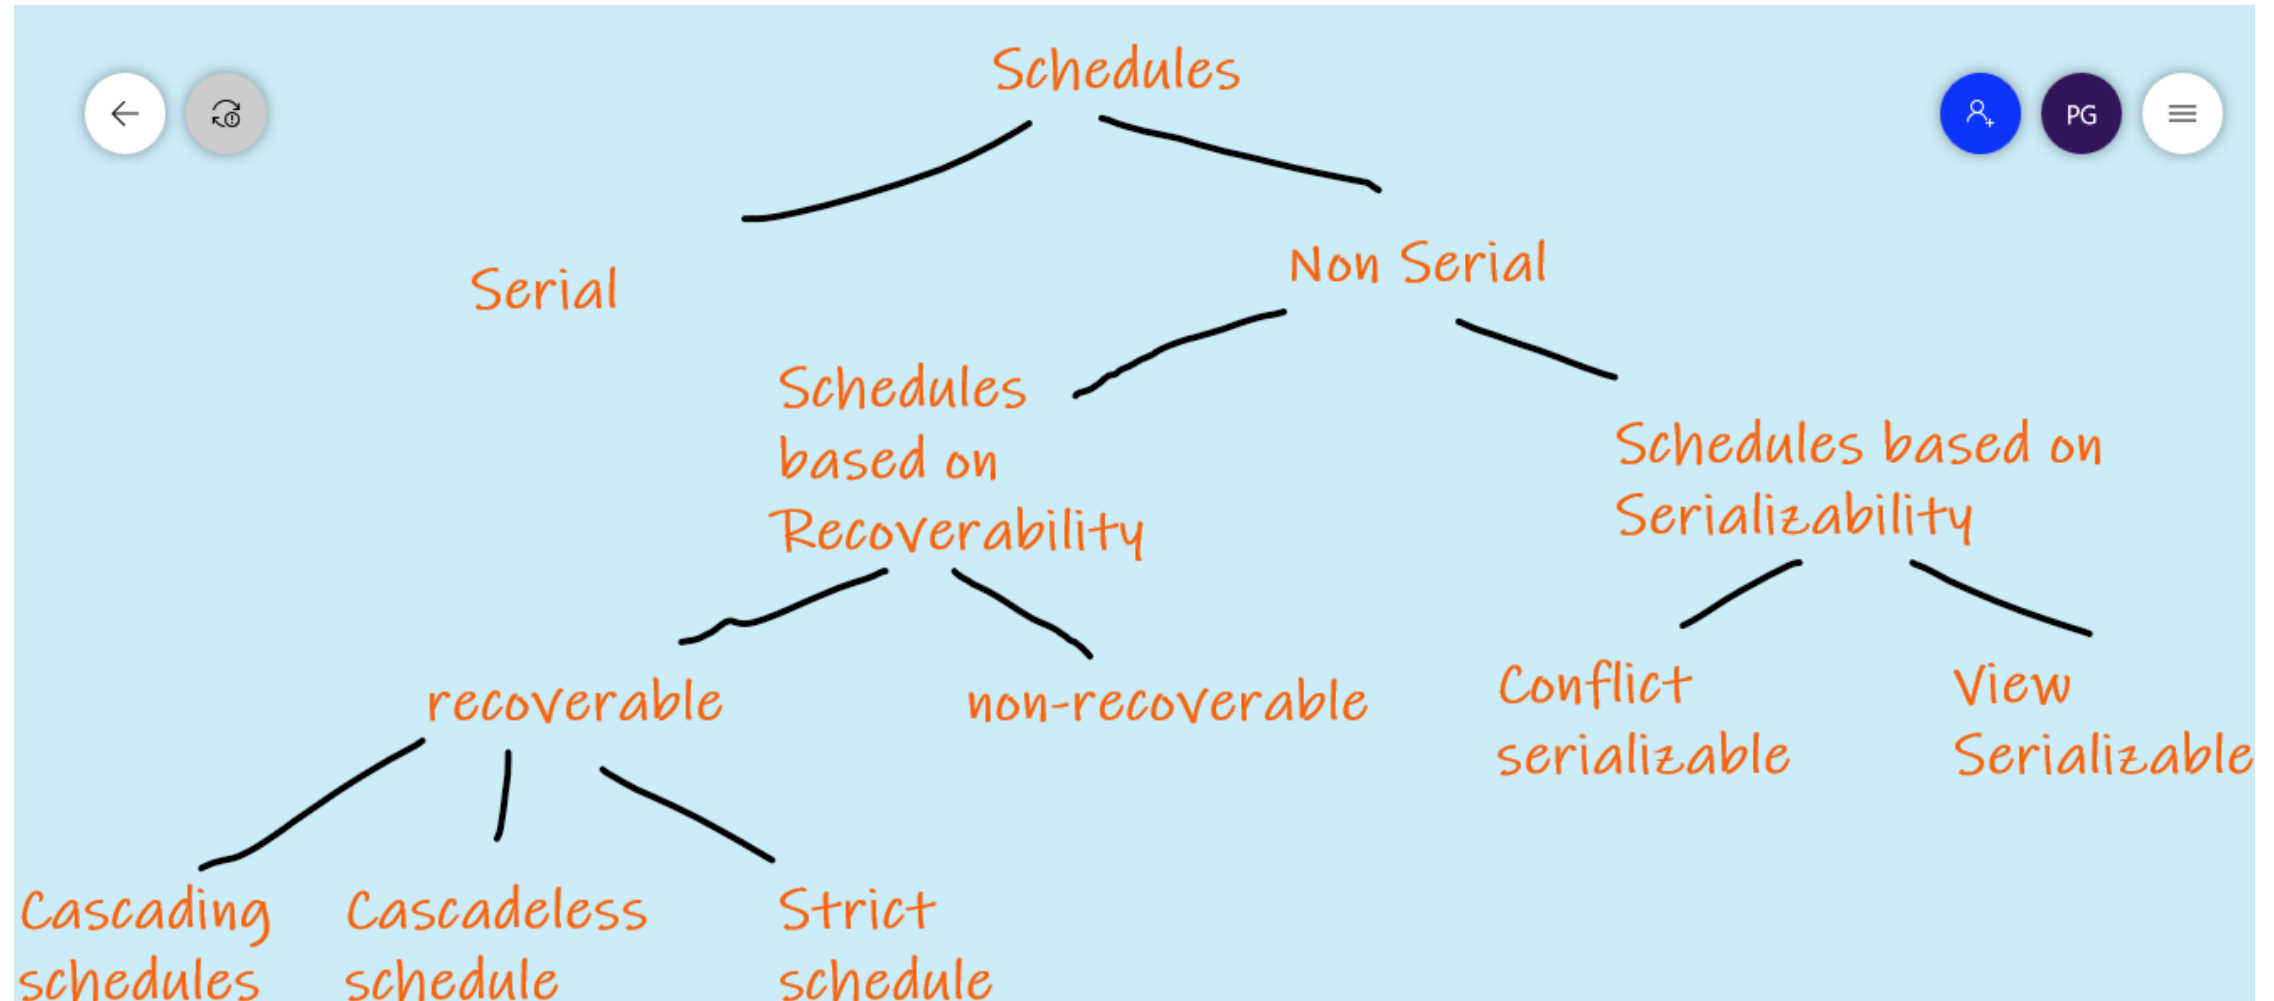 Schedules
PG
Serial
Non Serial
Schedules
based on
Recoverability
Schedules based on
Serializability
recoverable
non-recoverable
Conflict
serializable
View
Serializable
Cascading
schedules
Cascadeless
schedule
Strict
schedule